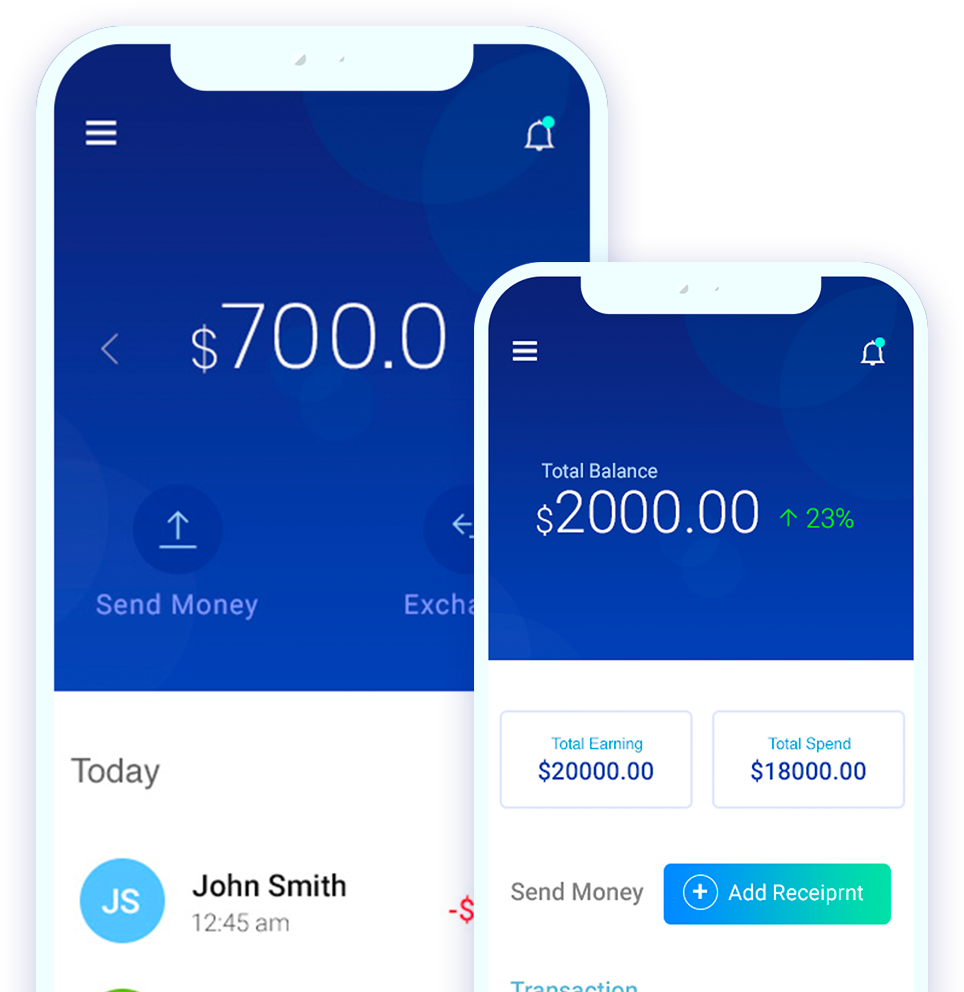 $700.0
Send Money
Excha
Today
JS
John Smith
12:45 am
-$
Total Balance
$2000.00 ↑ 23%
Total Earning
$20000.00
Total Spend
$18000.00
Send Money
Add Receiprnt
Transaction